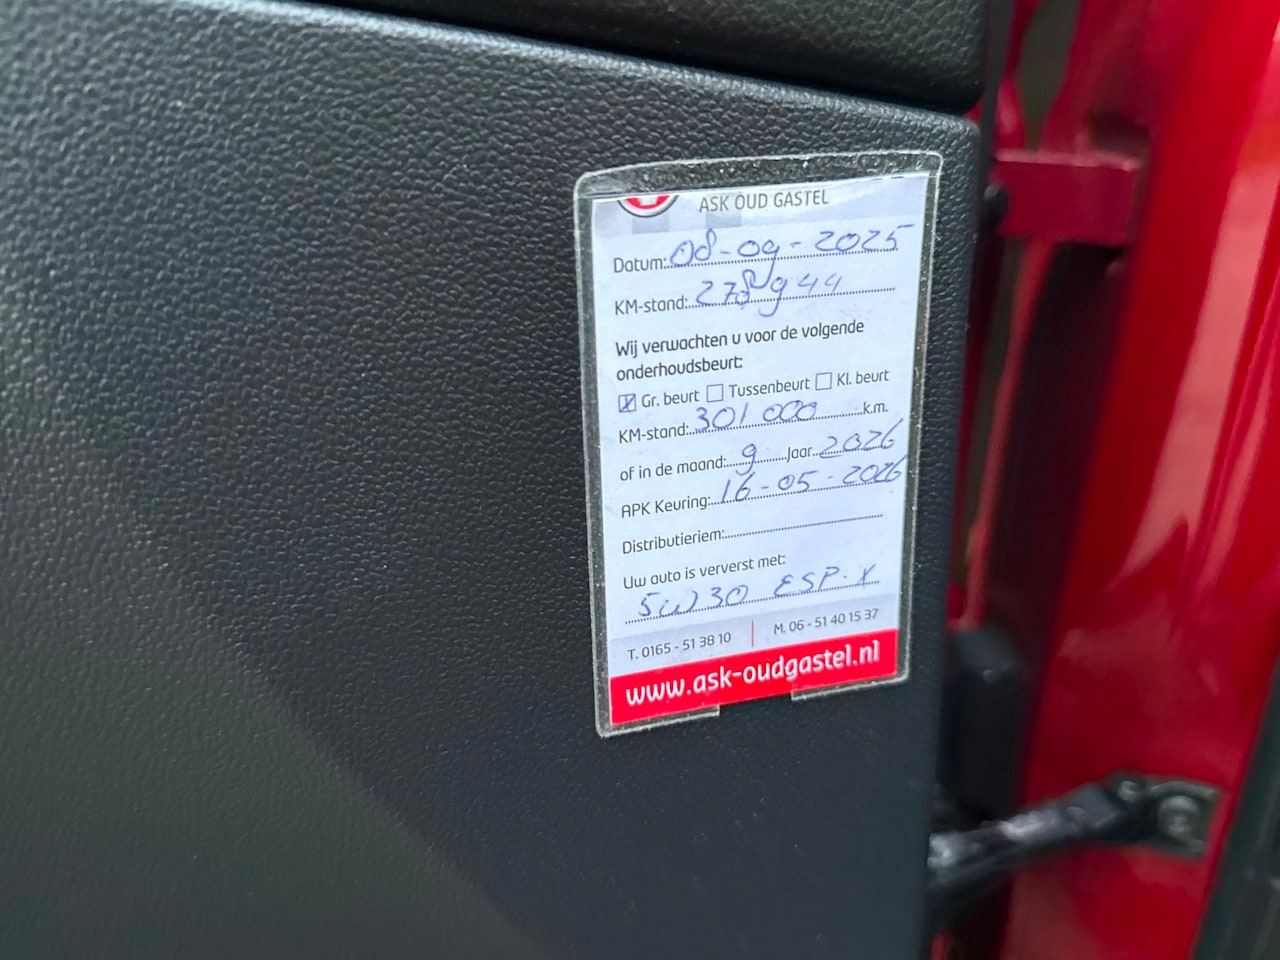 ASK OUD GASTEL
Datum: 08-09-2025
KM-stand: 278944
Wij verwachten u voor de volgende
onderhoudsbeurt:
Gr. beurt Tussenbeurt Kl. beurt
KM-stand: 301 000 k.m.
of in de maand: 9 Jaar 2026
APK Keuring: 16-05-2026
Distributieriem:
Uw auto is ververst met:
5W30 ESP-X
T. 0165 - 51 38 10 | M. 06 - 51 40 15 37
www.ask-oudgastel.nl